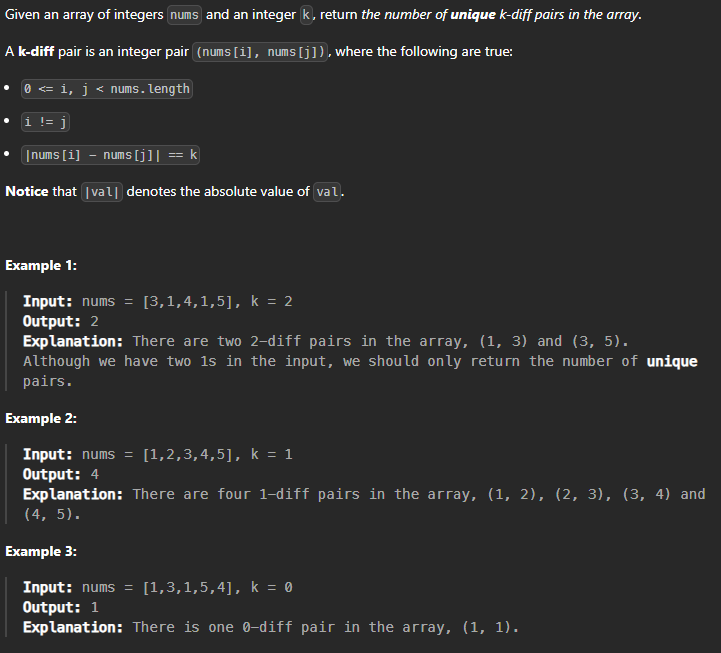 Given an array of integers nums and an integer k, return the number of unique k-diff pairs in the array.
A k-diff pair is an integer pair (nums[i], nums[j]), where the following are true:
• 0 <= i, j < nums.length
• i != j
• |nums[i] - nums[j]| == k
Notice that |val| denotes the absolute value of val.
Example 1:
Input: nums = [3,1,4,1,5], k = 2
Output: 2
Explanation: There are two 2-diff pairs in the array, (1, 3) and (3, 5).
Although we have two 1s in the input, we should only return the number of unique
pairs.
Example 2:
Input: nums = [1,2,3,4,5], k = 1
Output: 4
Explanation: There are four 1-diff pairs in the array, (1, 2), (2, 3), (3, 4) and
(4, 5).
Example 3:
Input: nums = [1,3,1,5,4], k = 0
Output: 1
Explanation: There is one 0-diff pair in the array, (1, 1).